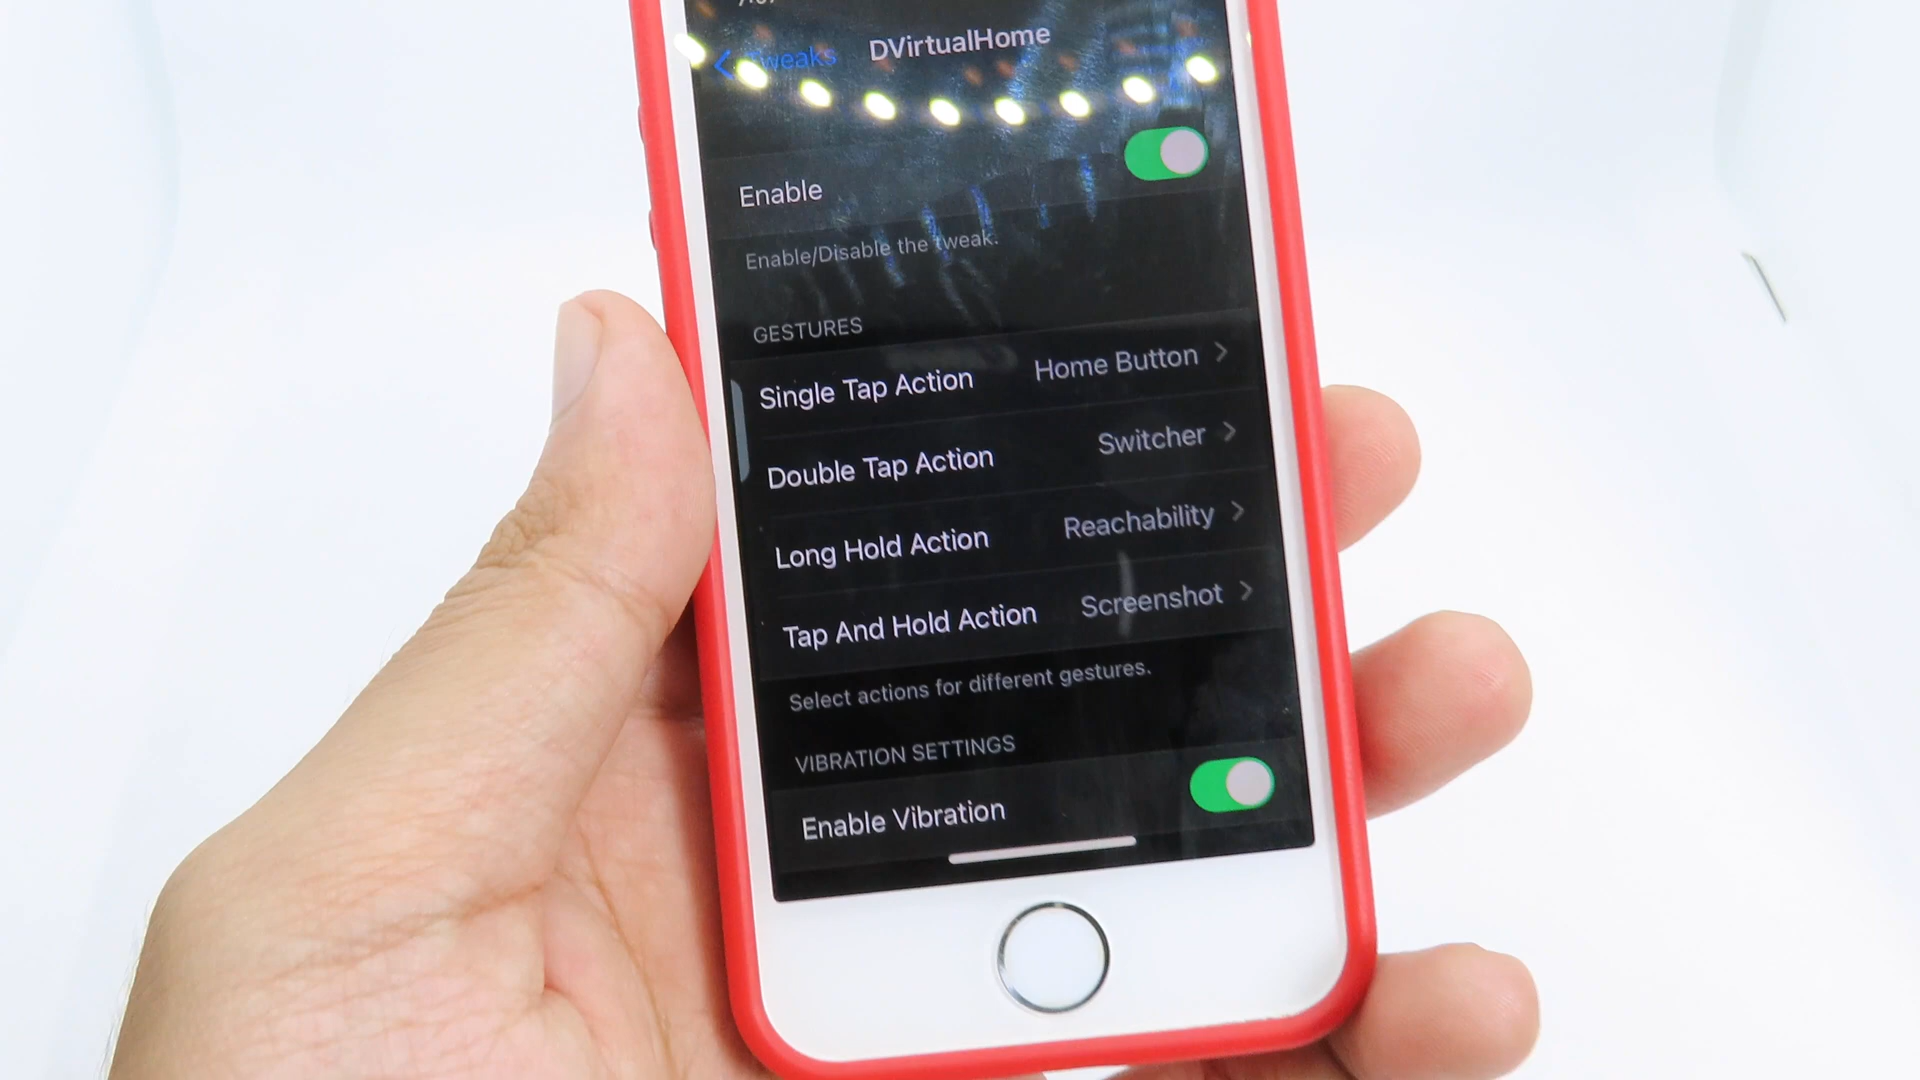 Tweaks DVirtualHome
Enable
Enable/Disable the tweak.
GESTURES
Single Tap Action Home Button
Double Tap Action Switcher
Long Hold Action Reachability
Tap And Hold Action Screenshot
Select actions for different gestures.
VIBRATION SETTINGS
Enable Vibration